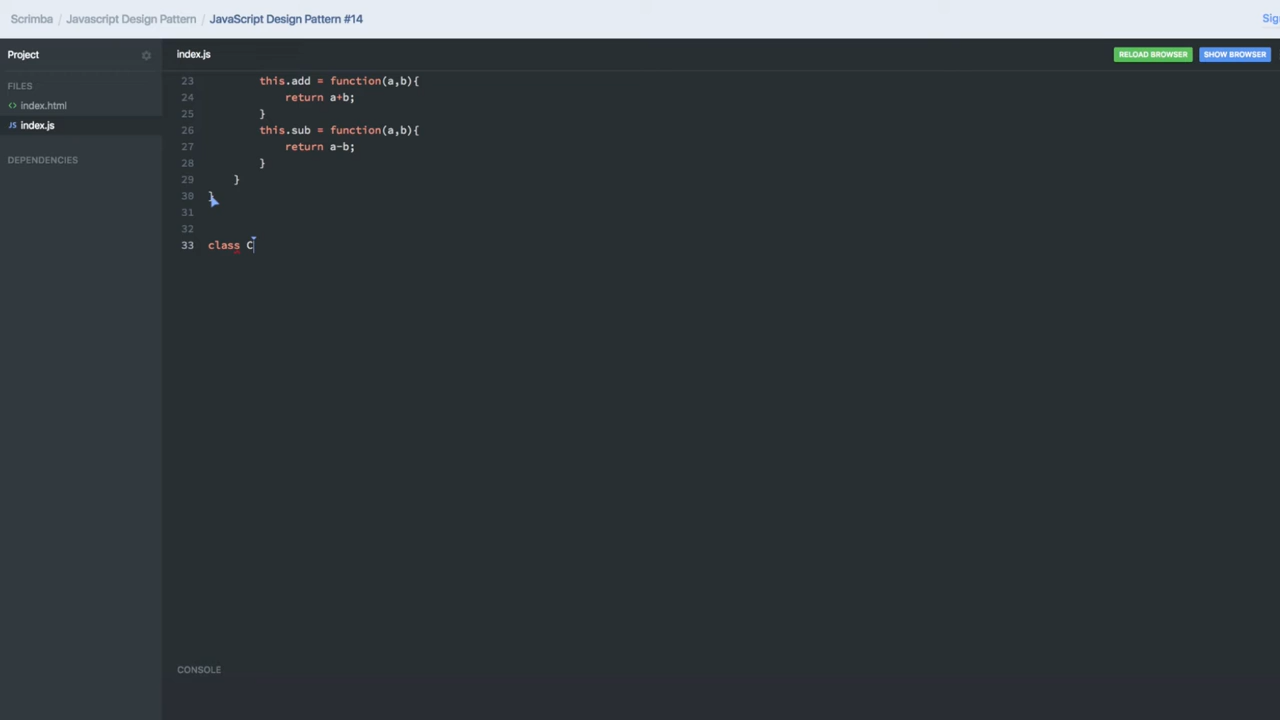 Scrimba / Javascript Design Pattern / JavaScript Design Pattern #14
Sig
Project
index.js
RELOAD BROWSER
SHOW BROWSER
FILES
<> index.html
JS index.js
DEPENDENCIES
23 this.add = function(a,b){
24 return a+b;
25 }
26 this.sub = function(a,b){
27 return a-b;
28 }
29 }
30 }
31
32
33 class C
CONSOLE